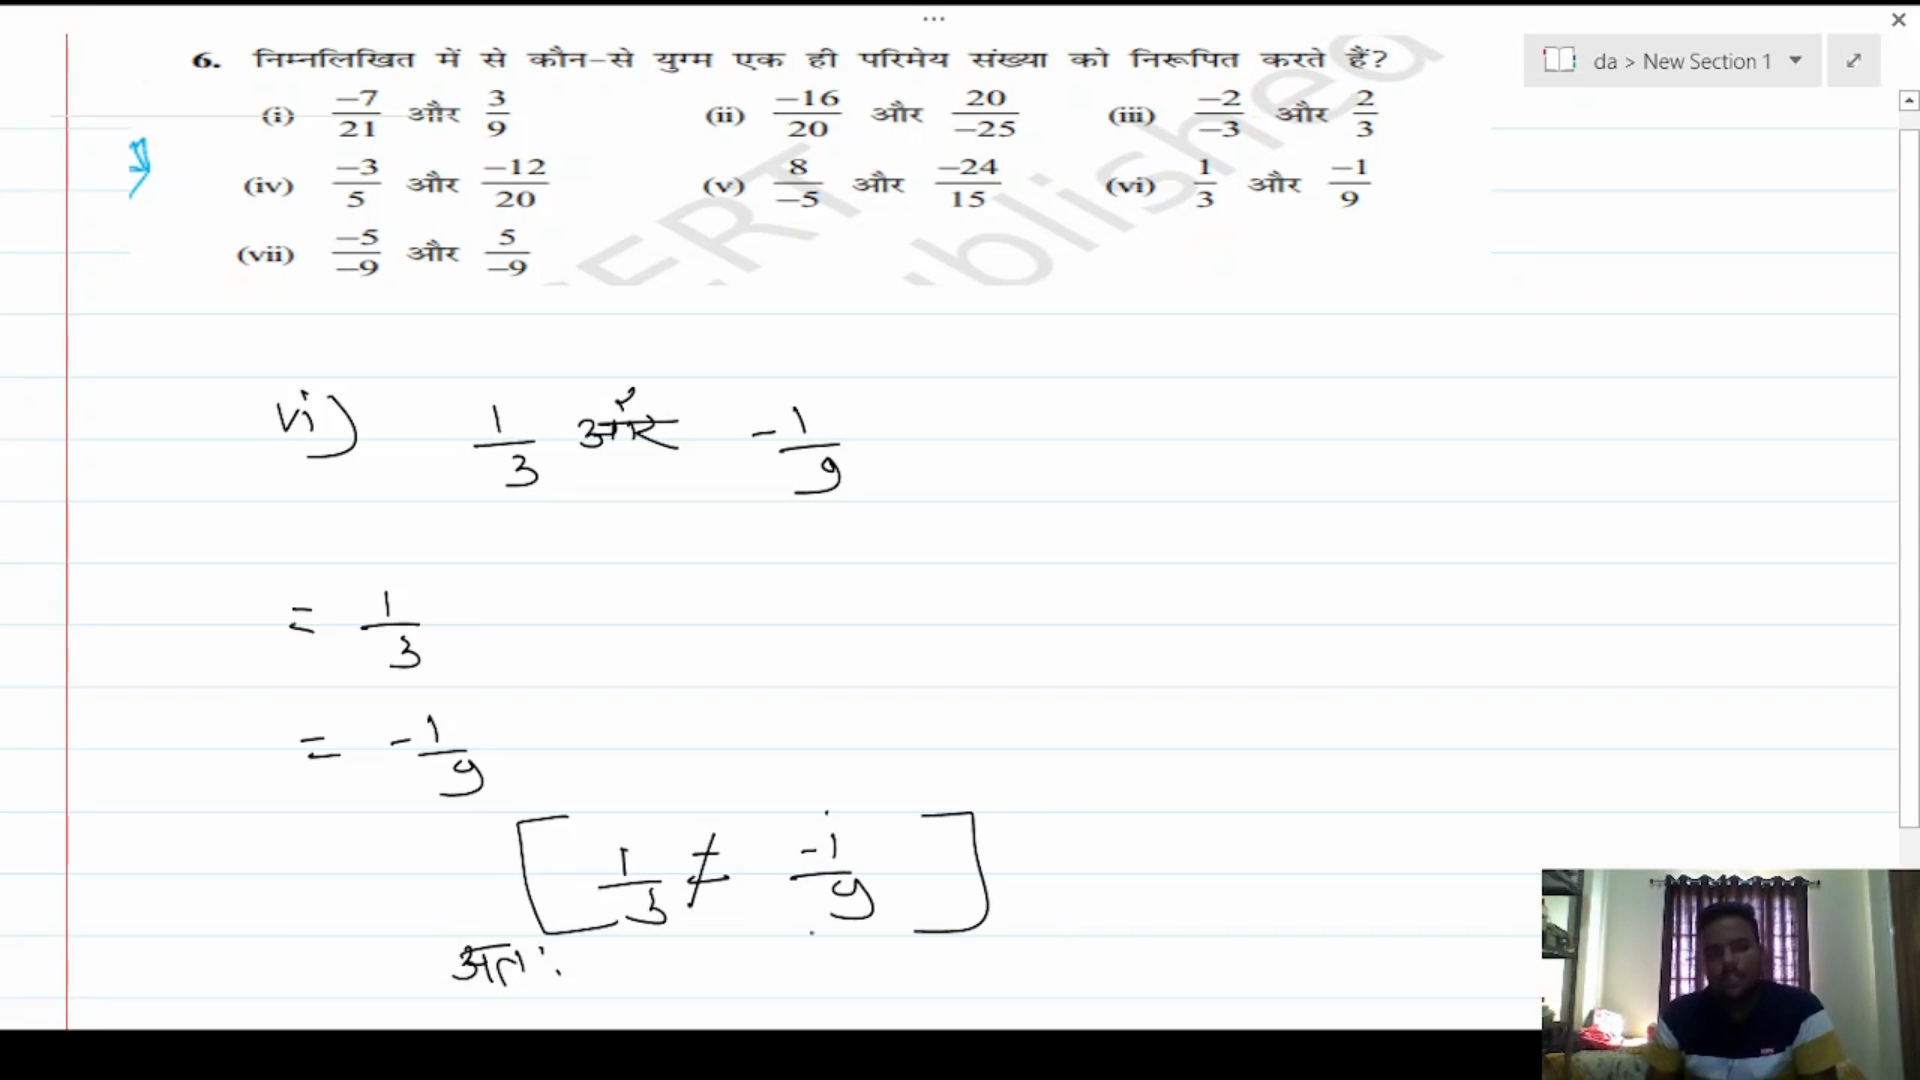 ...
da > New Section 1
6. निम्नलिखित में से कौन-से युग्म एक ही परिमेय संख्या को निरूपित करते हैं?
(i) -7/21 और 3/9 (ii) -16/20 और 20/-25 (iii) -2/-3 और 2/3
(iv) -3/5 और -12/20 (v) 8/-5 और -24/15 (vi) 1/3 और -1/9
(vii) -5/-9 और 5/-9
vi) 1/3 और -1/9
= 1/3
= -1/9
[1/3 ≠ -1/9]
अतः